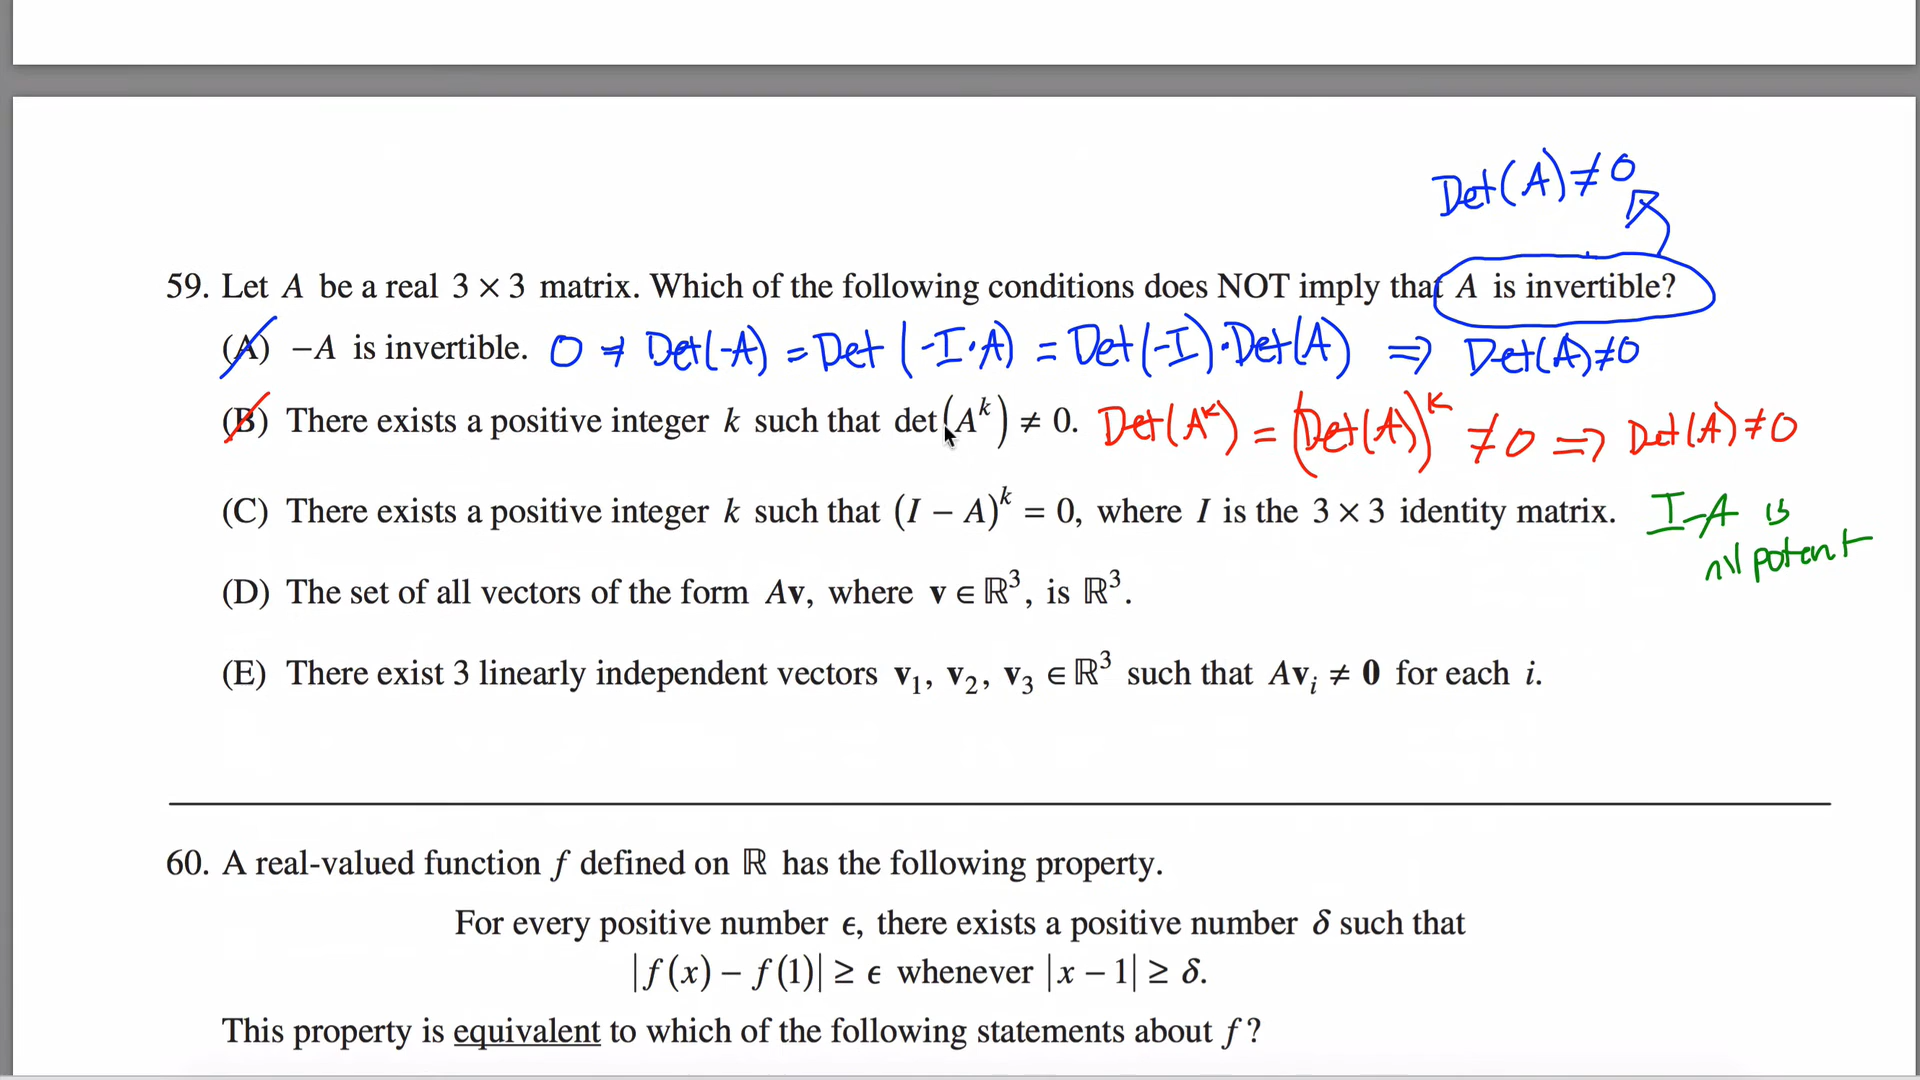 Det(A)≠0
59. Let A be a real 3 × 3 matrix. Which of the following conditions does NOT imply that A is invertible?
(A) −A is invertible. 0 ≠ Det(-A) = Det(-I·A) = Det(-I)·Det(A) ⇒ Det(A)≠0
(B) There exists a positive integer k such that det(A^k) ≠ 0. Det(A^k) = (Det(A))^k ≠0 ⇒ Det(A)≠0
(C) There exists a positive integer k such that (I − A)^k = 0, where I is the 3 × 3 identity matrix. I-A is
nilpotent
(D) The set of all vectors of the form Av, where v ∈ ℝ³, is ℝ³.
(E) There exist 3 linearly independent vectors v₁, v₂, v₃ ∈ ℝ³ such that Avᵢ ≠ 0 for each i.
60. A real-valued function f defined on ℝ has the following property.
For every positive number ϵ, there exists a positive number δ such that
|f(x) − f(1)| ≥ ϵ whenever |x − 1| ≥ δ.
This property is equivalent to which of the following statements about f?